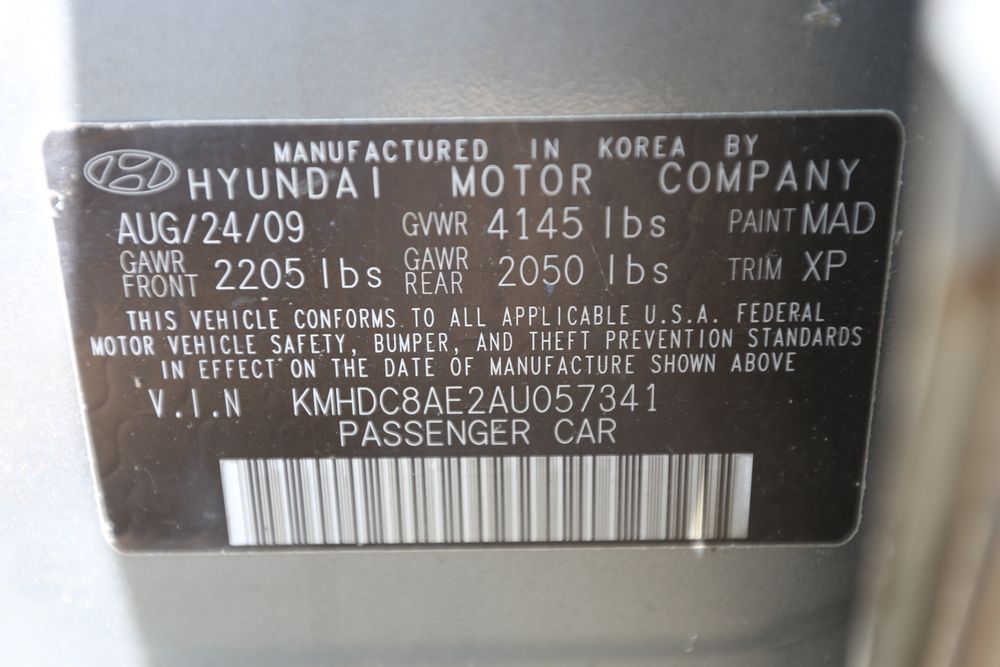 MANUFACTURED IN KOREA BY
HYUNDAI MOTOR COMPANY
AUG/24/09 GVWR 4145 lbs PAINT MAD
GAWR FRONT 2205 lbs GAWR REAR 2050 lbs TRIM XP
THIS VEHICLE CONFORMS TO ALL APPLICABLE U.S.A. FEDERAL
MOTOR VEHICLE SAFETY, BUMPER, AND THEFT PREVENTION STANDARDS
IN EFFECT ON THE DATE OF MANUFACTURE SHOWN ABOVE
V.I.N KMHDC8AE2AU057341
PASSENGER CAR